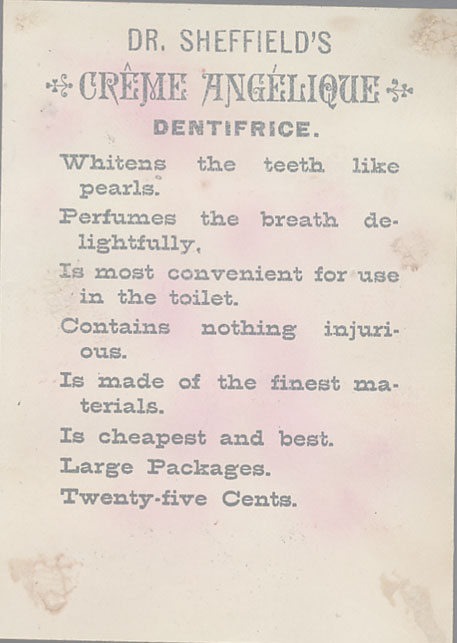 DR. SHEFFIELD'S
CRÊME ANGÉLIQUE
DENTIFRICE.
Whitens the teeth like
pearls.
Perfumes the breath de-
lightfully.
Is most convenient for use
in the toilet.
Contains nothing injuri-
ous.
Is made of the finest ma-
terials.
Is cheapest and best.
Large Packages.
Twenty-five Cents.